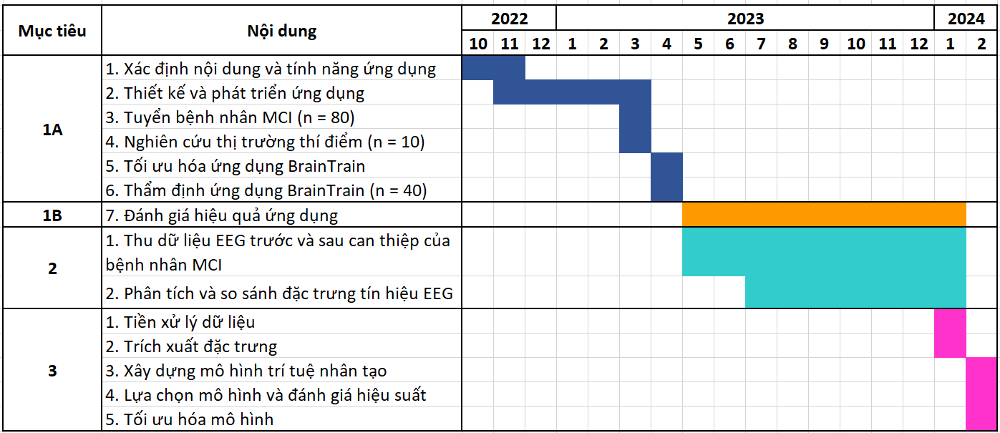 Mục tiêu
Nội dung
2022
2023
2024
10 11 12 1 2 3 4 5 6 7 8 9 10 11 12 1 2
1A
1. Xác định nội dung và tính năng ứng dụng
2. Thiết kế và phát triển ứng dụng
3. Tuyển bệnh nhân MCI (n = 80)
4. Nghiên cứu thị trường thí điểm (n = 10)
5. Tối ưu hóa ứng dụng BrainTrain
6. Thẩm định ứng dụng BrainTrain (n = 40)
1B
7. Đánh giá hiệu quả ứng dụng
2
1. Thu dữ liệu EEG trước và sau can thiệp của
bệnh nhân MCI
2. Phân tích và so sánh đặc trưng tín hiệu EEG
3
1. Tiền xử lý dữ liệu
2. Trích xuất đặc trưng
3. Xây dựng mô hình trí tuệ nhân tạo
4. Lựa chọn mô hình và đánh giá hiệu suất
5. Tối ưu hóa mô hình